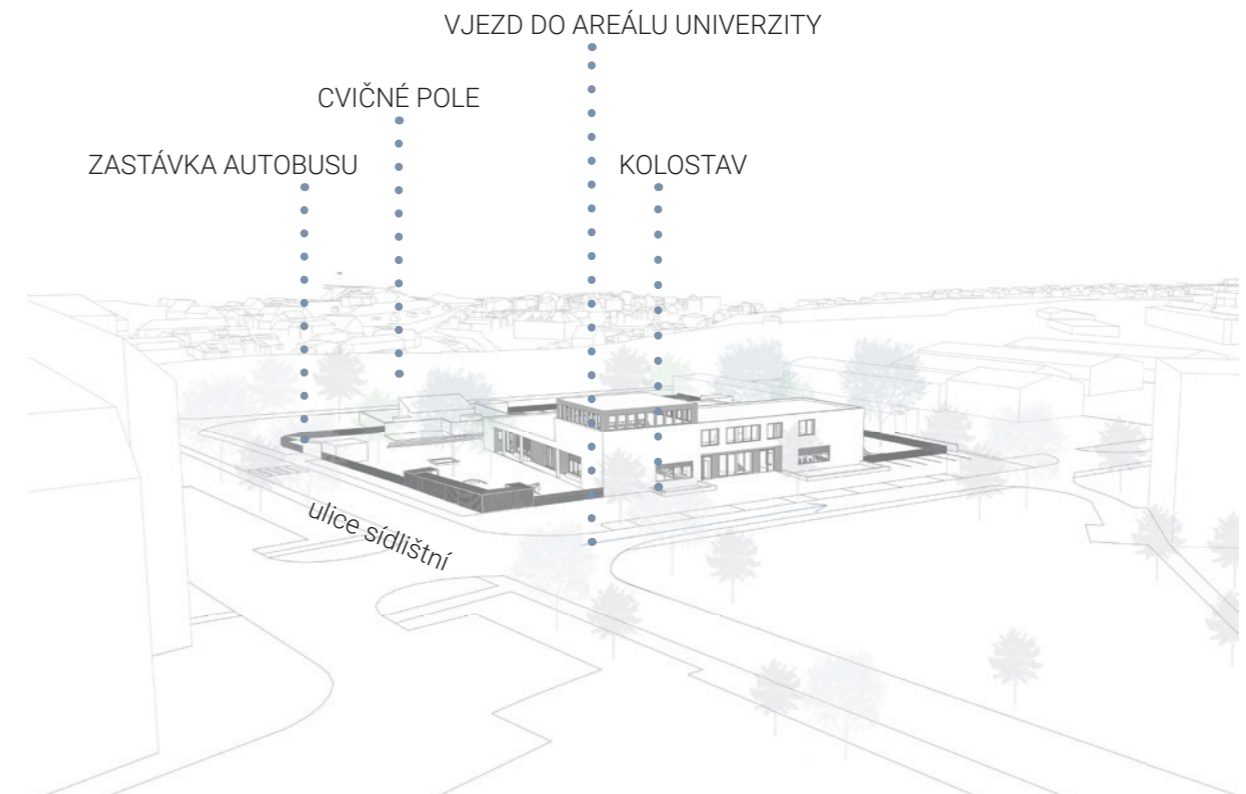 VJEZD DO AREÁLU UNIVERZITY
CVIČNÉ POLE
ZASTÁVKA AUTOBUSU
KOLOSTAV
ulice sídlištní